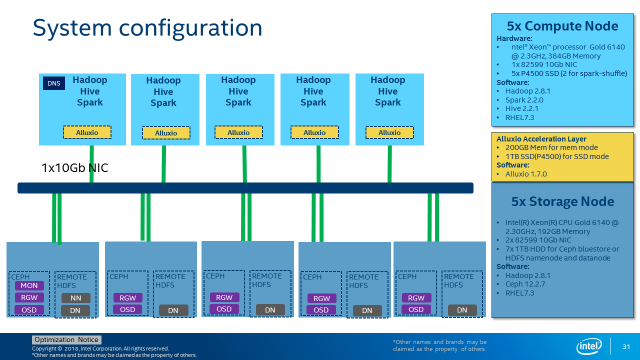 System configuration
DNS
Hadoop
Hive
Spark
Alluxio
Hadoop
Hive
Spark
Alluxio
Hadoop
Hive
Spark
Alluxio
Hadoop
Hive
Spark
Alluxio
Hadoop
Hive
Spark
Alluxio
1x10Gb NIC
CEPH
MON
RGW
OSD
REMOTE
HDFS
NN
DN
CEPH
RGW
OSD
REMOTE
HDFS
DN
CEPH
RGW
OSD
REMOTE
HDFS
DN
CEPH
RGW
OSD
REMOTE
HDFS
DN
CEPH
RGW
OSD
REMOTE
HDFS
DN
5x Compute Node
Hardware:
• ntel® Xeon™ processor Gold 6140
@ 2.3GHz, 384GB Memory
• 1x 82599 10Gb NIC
• 5x P4500 SSD (2 for spark-shuffle)
Software:
• Hadoop 2.8.1
• Spark 2.2.0
• Hive 2.2.1
• RHEL7.3
Alluxio Acceleration Layer
• 200GB Mem for mem mode
• 1TB SSD(P4500) for SSD mode
Software:
• Alluxio 1.7.0
5x Storage Node
• Intel(R) Xeon(R) CPU Gold 6140 @
2.30GHz, 192GB Memory
• 2x 82599 10Gb NIC
• 7x 1TB HDD for Ceph bluestore or
HDFS namenode and datanode
Software:
• Hadoop 2.8.1
• Ceph 12.2.7
• RHEL7.3
Optimization Notice
Copyright © 2018, Intel Corporation. All rights reserved.
*Other names and brands may be claimed as the property of others.
*Other names and brands may be
claimed as the property of others.
intel
31